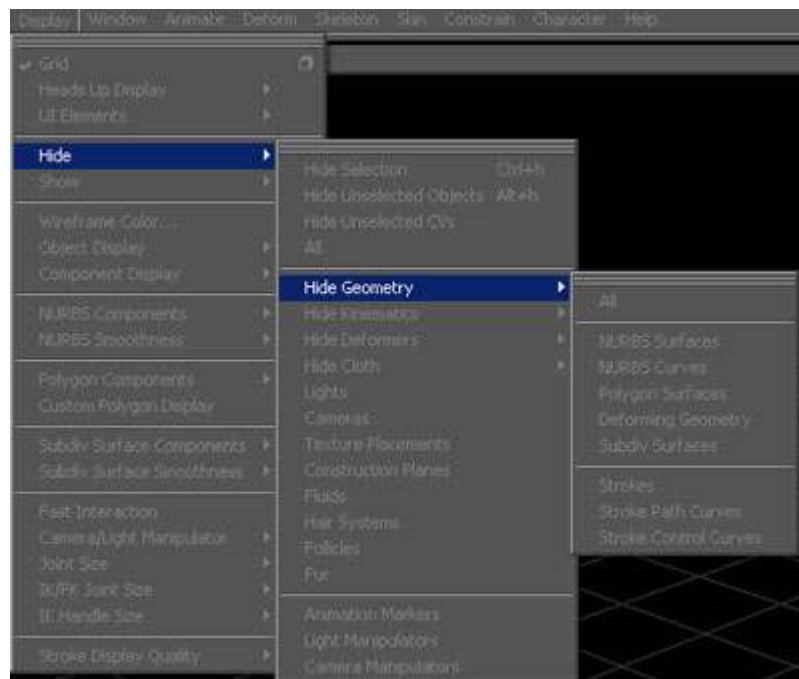 Display Window Animate Deform Skeleton Skin Constrain Character Help
Grid
Heads Up Display
UI Elements
Hide
Show
Wireframe Color...
Object Display
Component Display
NURBS Components
NURBS Smoothness
Polygon Components
Custom Polygon Display
Subdiv Surface Components
Subdiv Surface Smoothness
Fast Interaction
Camera/Light Manipulator
Joint Size
IK/FK Joint Size
IK Handle Size
Stroke Display Quality
Hide Selection Ctrl+h
Hide Unselected Objects Alt+h
Hide Unselected CVs
All
Hide Geometry
Hide Kinematics
Hide Deformers
Hide Cloth
Lights
Cameras
Texture Placements
Construction Planes
Fluids
Hair Systems
Follicles
Fur
Animation Markers
Light Manipulators
Camera Manipulators
All
NURBS Surfaces
NURBS Curves
Polygon Surfaces
Deforming Geometry
Subdiv Surfaces
Strokes
Stroke Path Curves
Stroke Control Curves